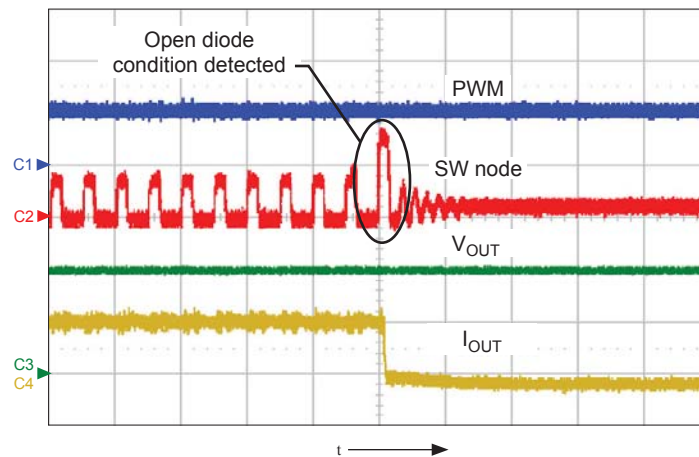 Open diode
condition detected
PWM
C1
SW node
C2
VOUT
IOUT
C3
C4
t